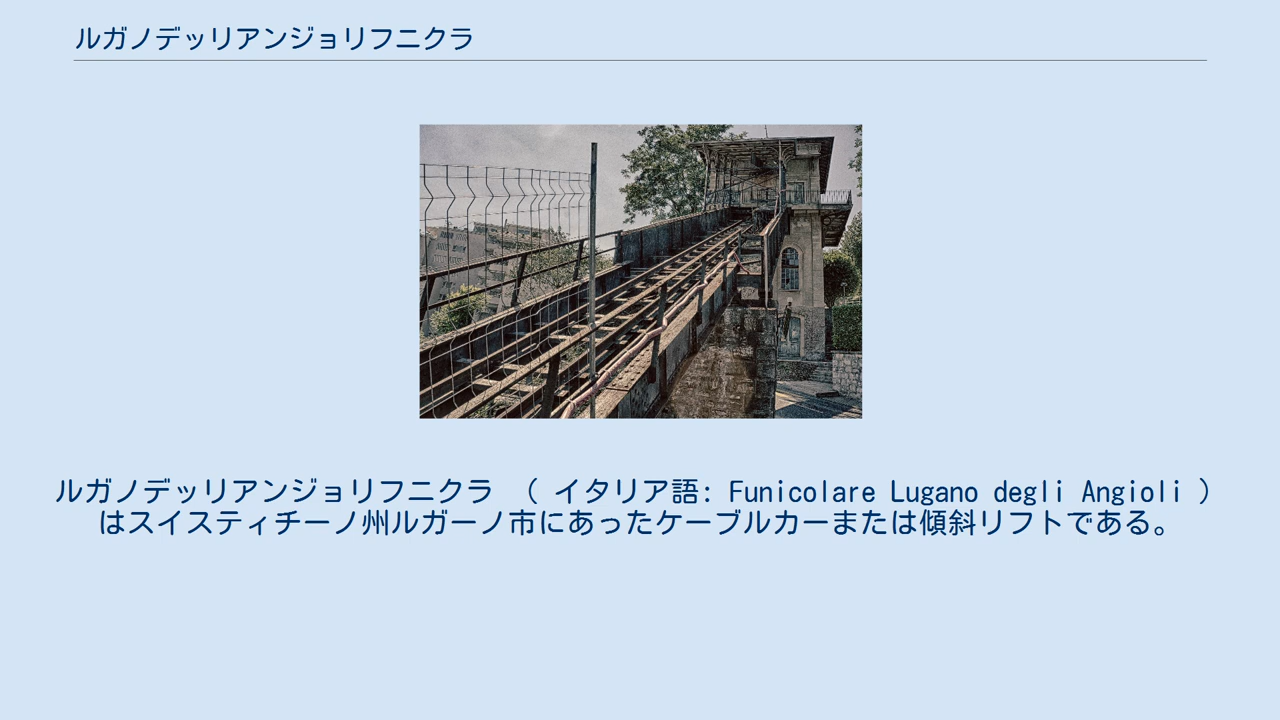 ルガノデッリアンジョリフニクラ
ルガノデッリアンジョリフニクラ （ イタリア語: Funicolare Lugano degli Angioli ）
はスイスティチーノ州ルガーノ市にあったケーブルカーまたは傾斜リフトである。